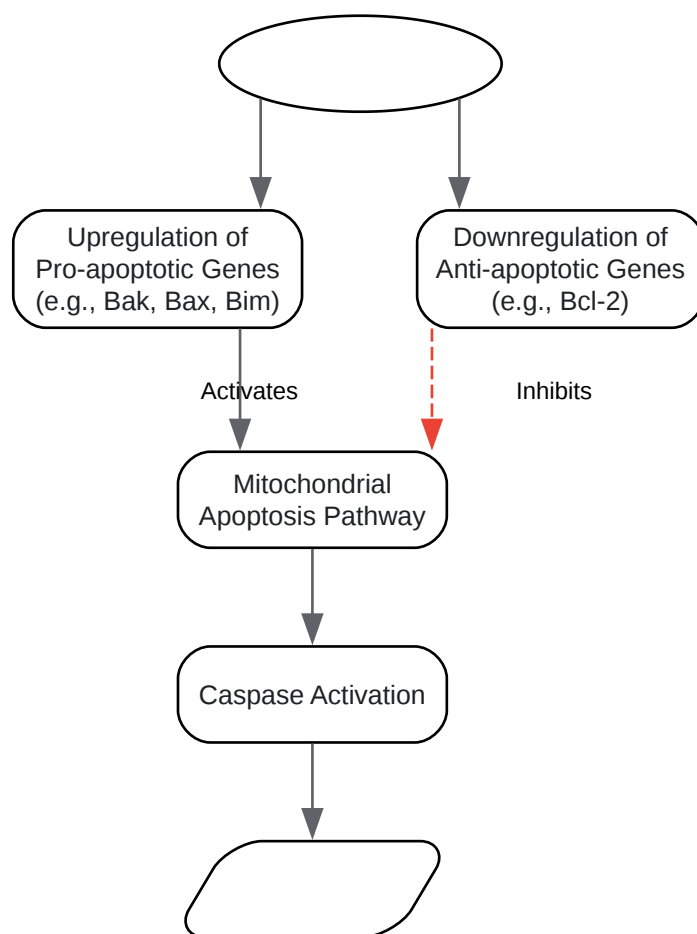 Upregulation of
Pro-apoptotic Genes
(e.g., Bak, Bax, Bim)
Downregulation of
Anti-apoptotic Genes
(e.g., Bcl-2)
Activates
Inhibits
Mitochondrial
Apoptosis Pathway
Caspase Activation